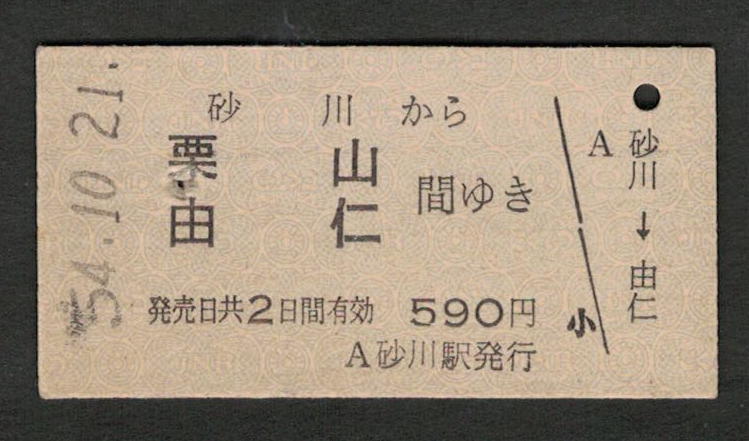 54.10.21.
砂川から
栗山
由仁
間ゆき
発売日共2日間有効 590円
A砂川駅発行
小
A 砂川→由仁